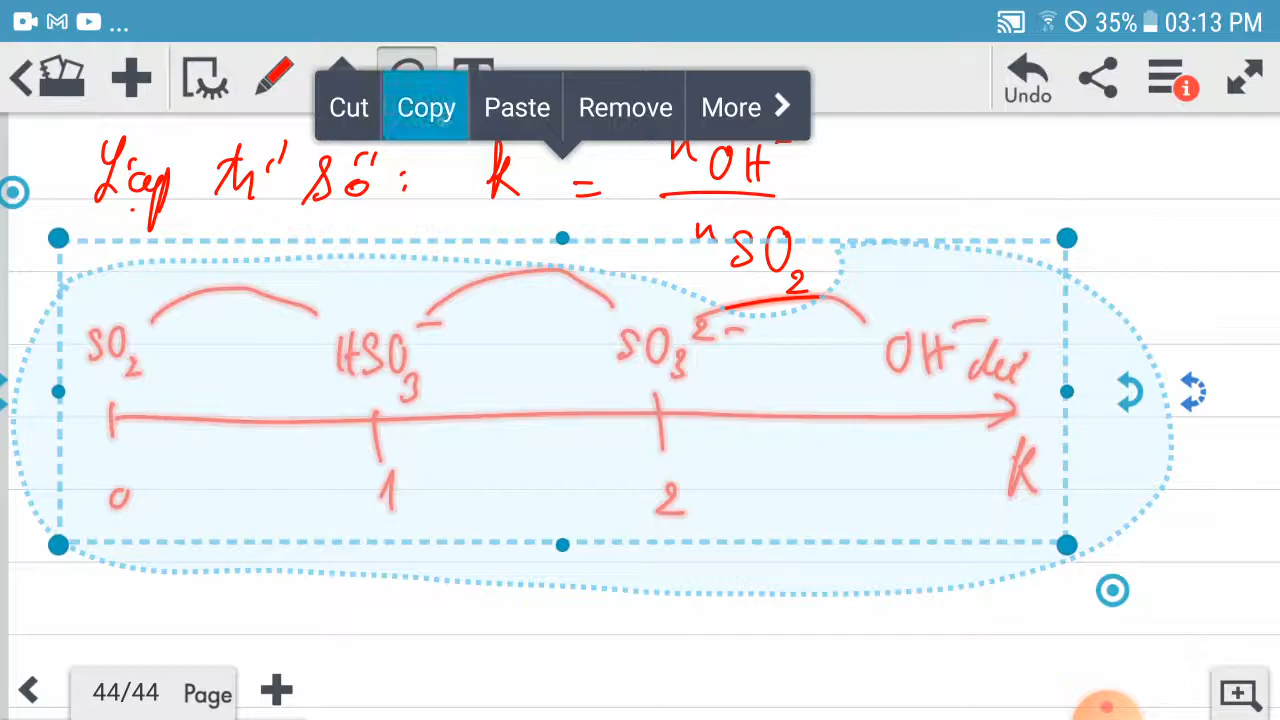 ... 35% 03:13 PM
Cut Copy Paste Remove More Undo
Lập tỉ số: k = nOH⁻
nSO₂
SO₂ HSO₃⁻ SO₃²⁻ OH⁻ dư
0 1 2 k
44/44 Page